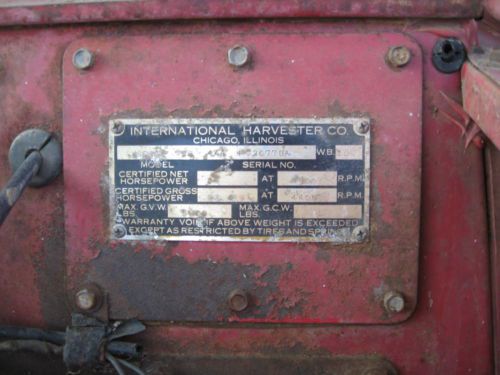 INTERNATIONAL HARVESTER CO.
CHICAGO, ILLINOIS
W.B.
MODEL SERIAL NO.
CERTIFIED NET
HORSEPOWER AT R.P.M.
CERTIFIED GROSS
HORSEPOWER AT R.P.M.
MAX. G.V.W. MAX. G.C.W.
LBS. LBS.
WARRANTY VOID IF ABOVE WEIGHT IS EXCEEDED
EXCEPT AS RESTRICTED BY TIRES AND SPRINGS